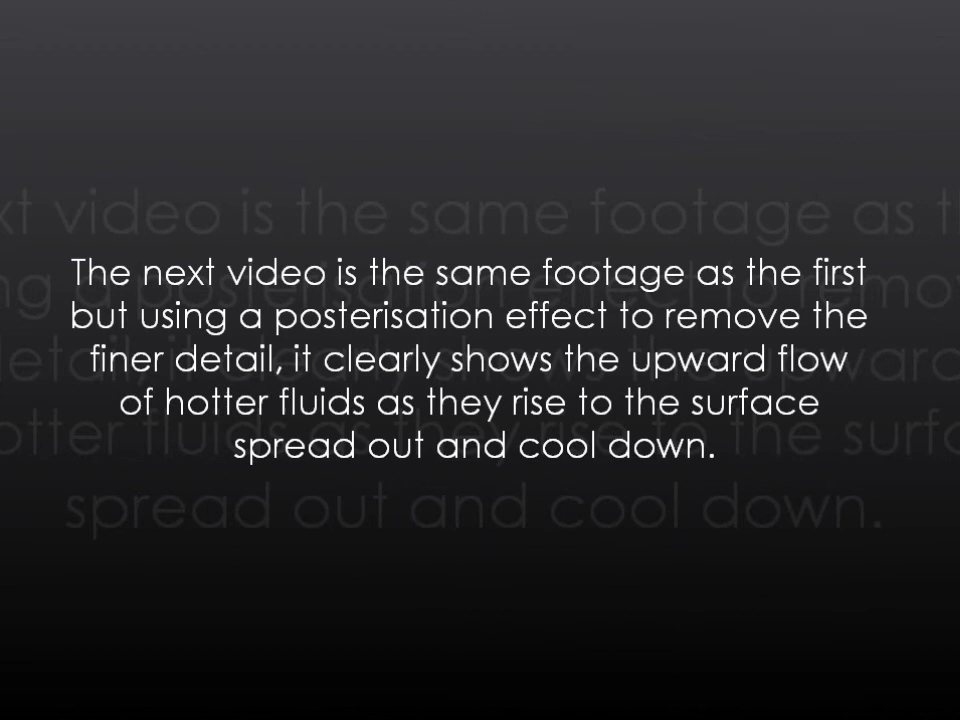 The next video is the same footage as the first
but using a posterisation effect to remove the
finer detail, it clearly shows the upward flow
of hotter fluids as they rise to the surface
spread out and cool down.